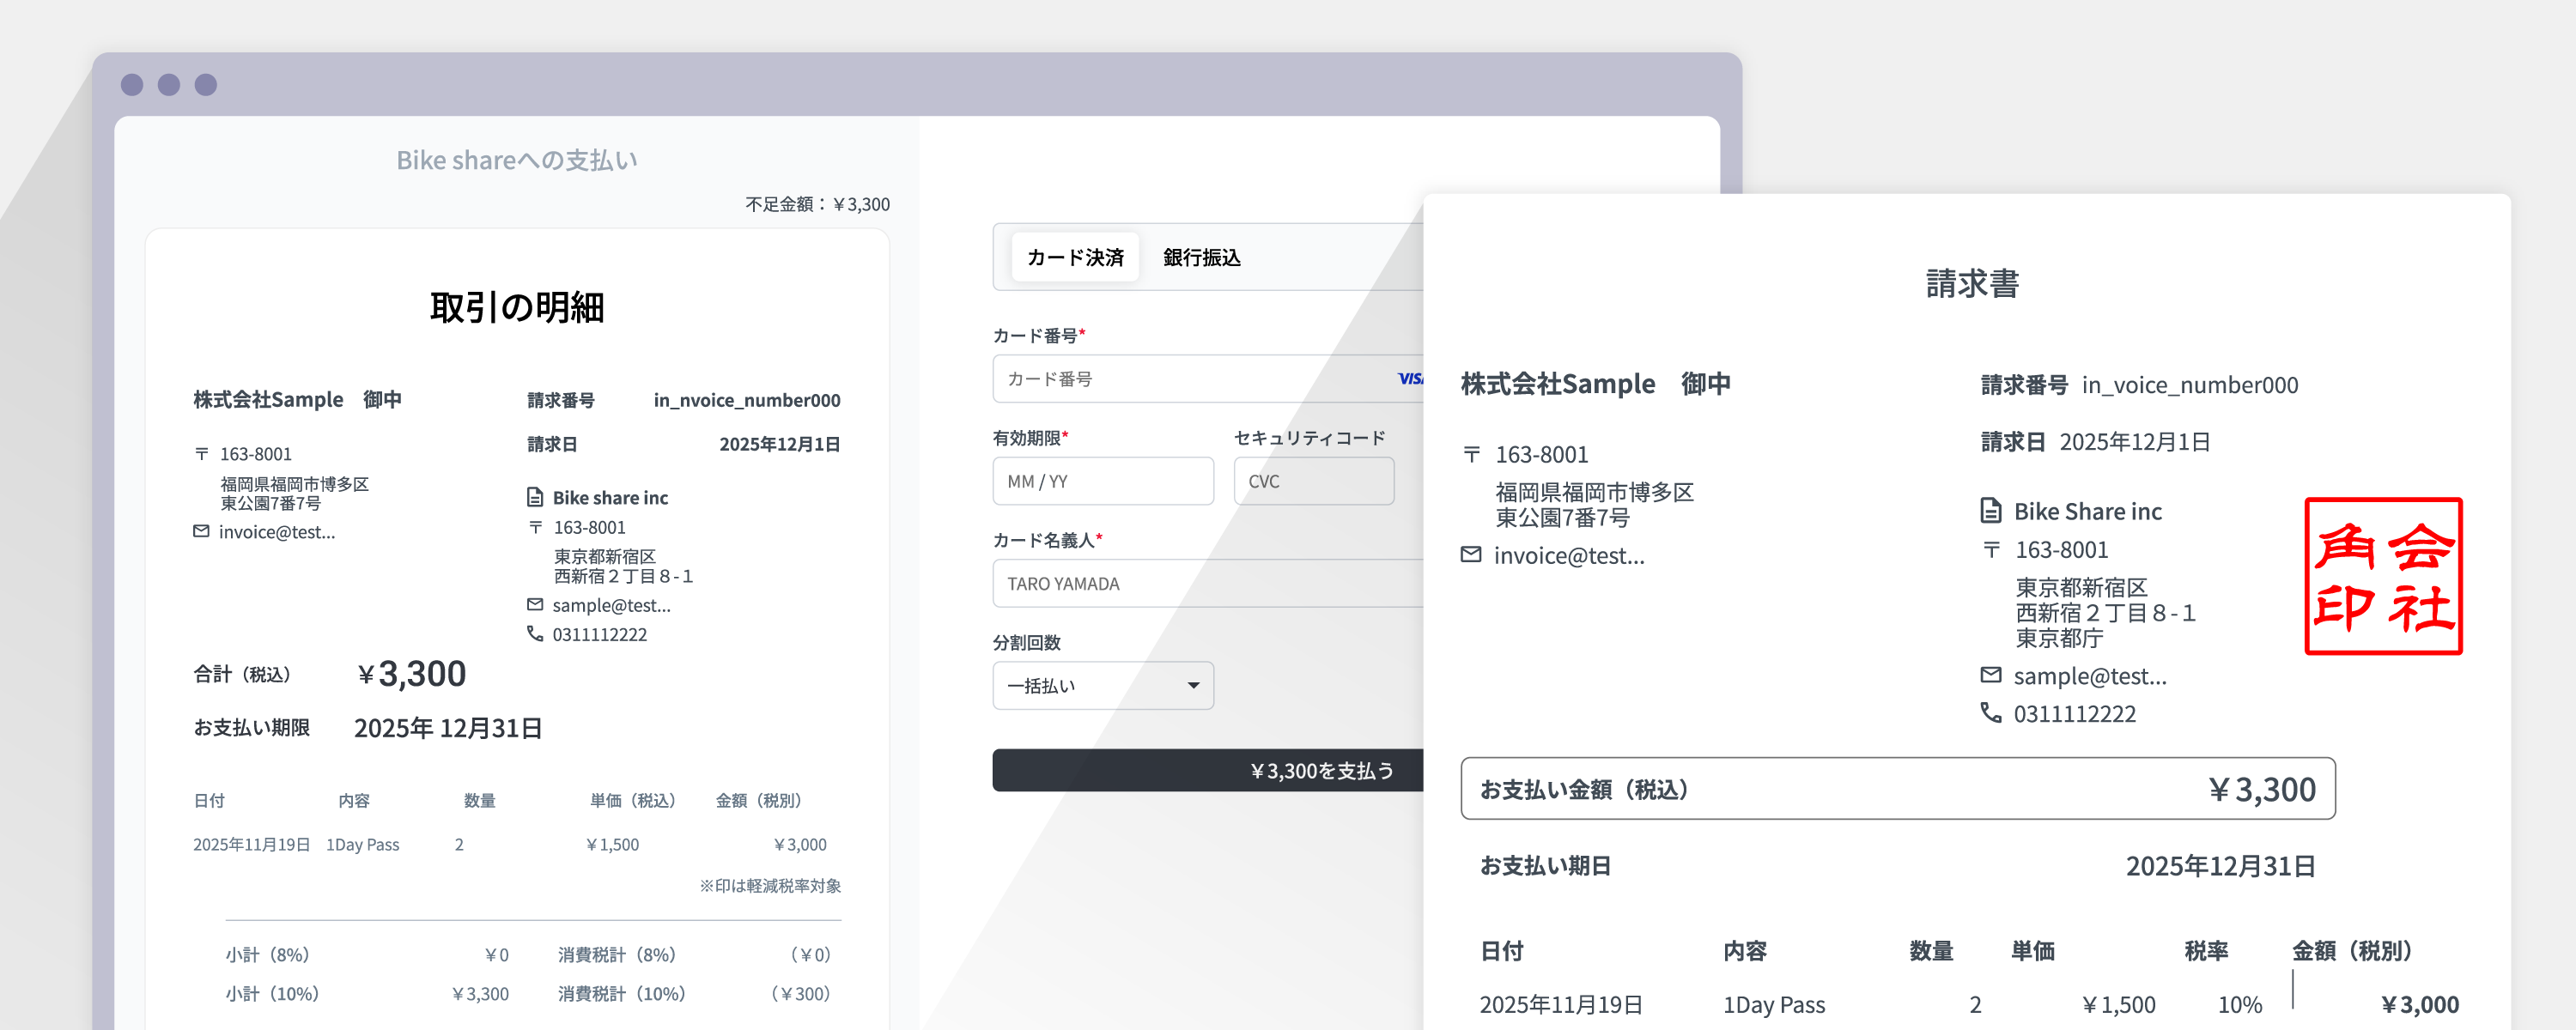 Bike shareへの支払い
不足金額：￥3,300
取引の明細
株式会社Sample　御中
〒 163-8001
福岡県福岡市博多区
東公園7番7号
invoice@test...
請求番号 in_nvoice_number000
請求日 2025年12月1日
Bike share inc
〒 163-8001
東京都新宿区
西新宿２丁目８-１
sample@test...
0311112222
合計（税込） ￥3,300
お支払い期限 2025年 12月31日
日付 内容 数量 単価（税込） 金額（税別）
2025年11月19日 1Day Pass 2 ￥1,500 ￥3,000
※印は軽減税率対象
小計（8%） ￥0 消費税計（8%） （￥0）
小計（10%） ￥3,300 消費税計（10%） （￥300）
カード決済 銀行振込
カード番号*
カード番号 VISA
有効期限* セキュリティコード
MM / YY CVC
カード名義人*
TARO YAMADA
分割回数
一括払い
￥3,300を支払う
請求書
株式会社Sample　御中
〒 163-8001
福岡県福岡市博多区
東公園7番7号
invoice@test...
請求番号 in_voice_number000
請求日 2025年12月1日
Bike Share inc
〒 163-8001
東京都新宿区
西新宿２丁目８-１
東京都庁
sample@test...
0311112222
会社
角印
お支払い金額（税込） ￥3,300
お支払い期日 2025年12月31日
日付 内容 数量 単価 税率 金額（税別）
2025年11月19日 1Day Pass 2 ￥1,500 10% ￥3,000